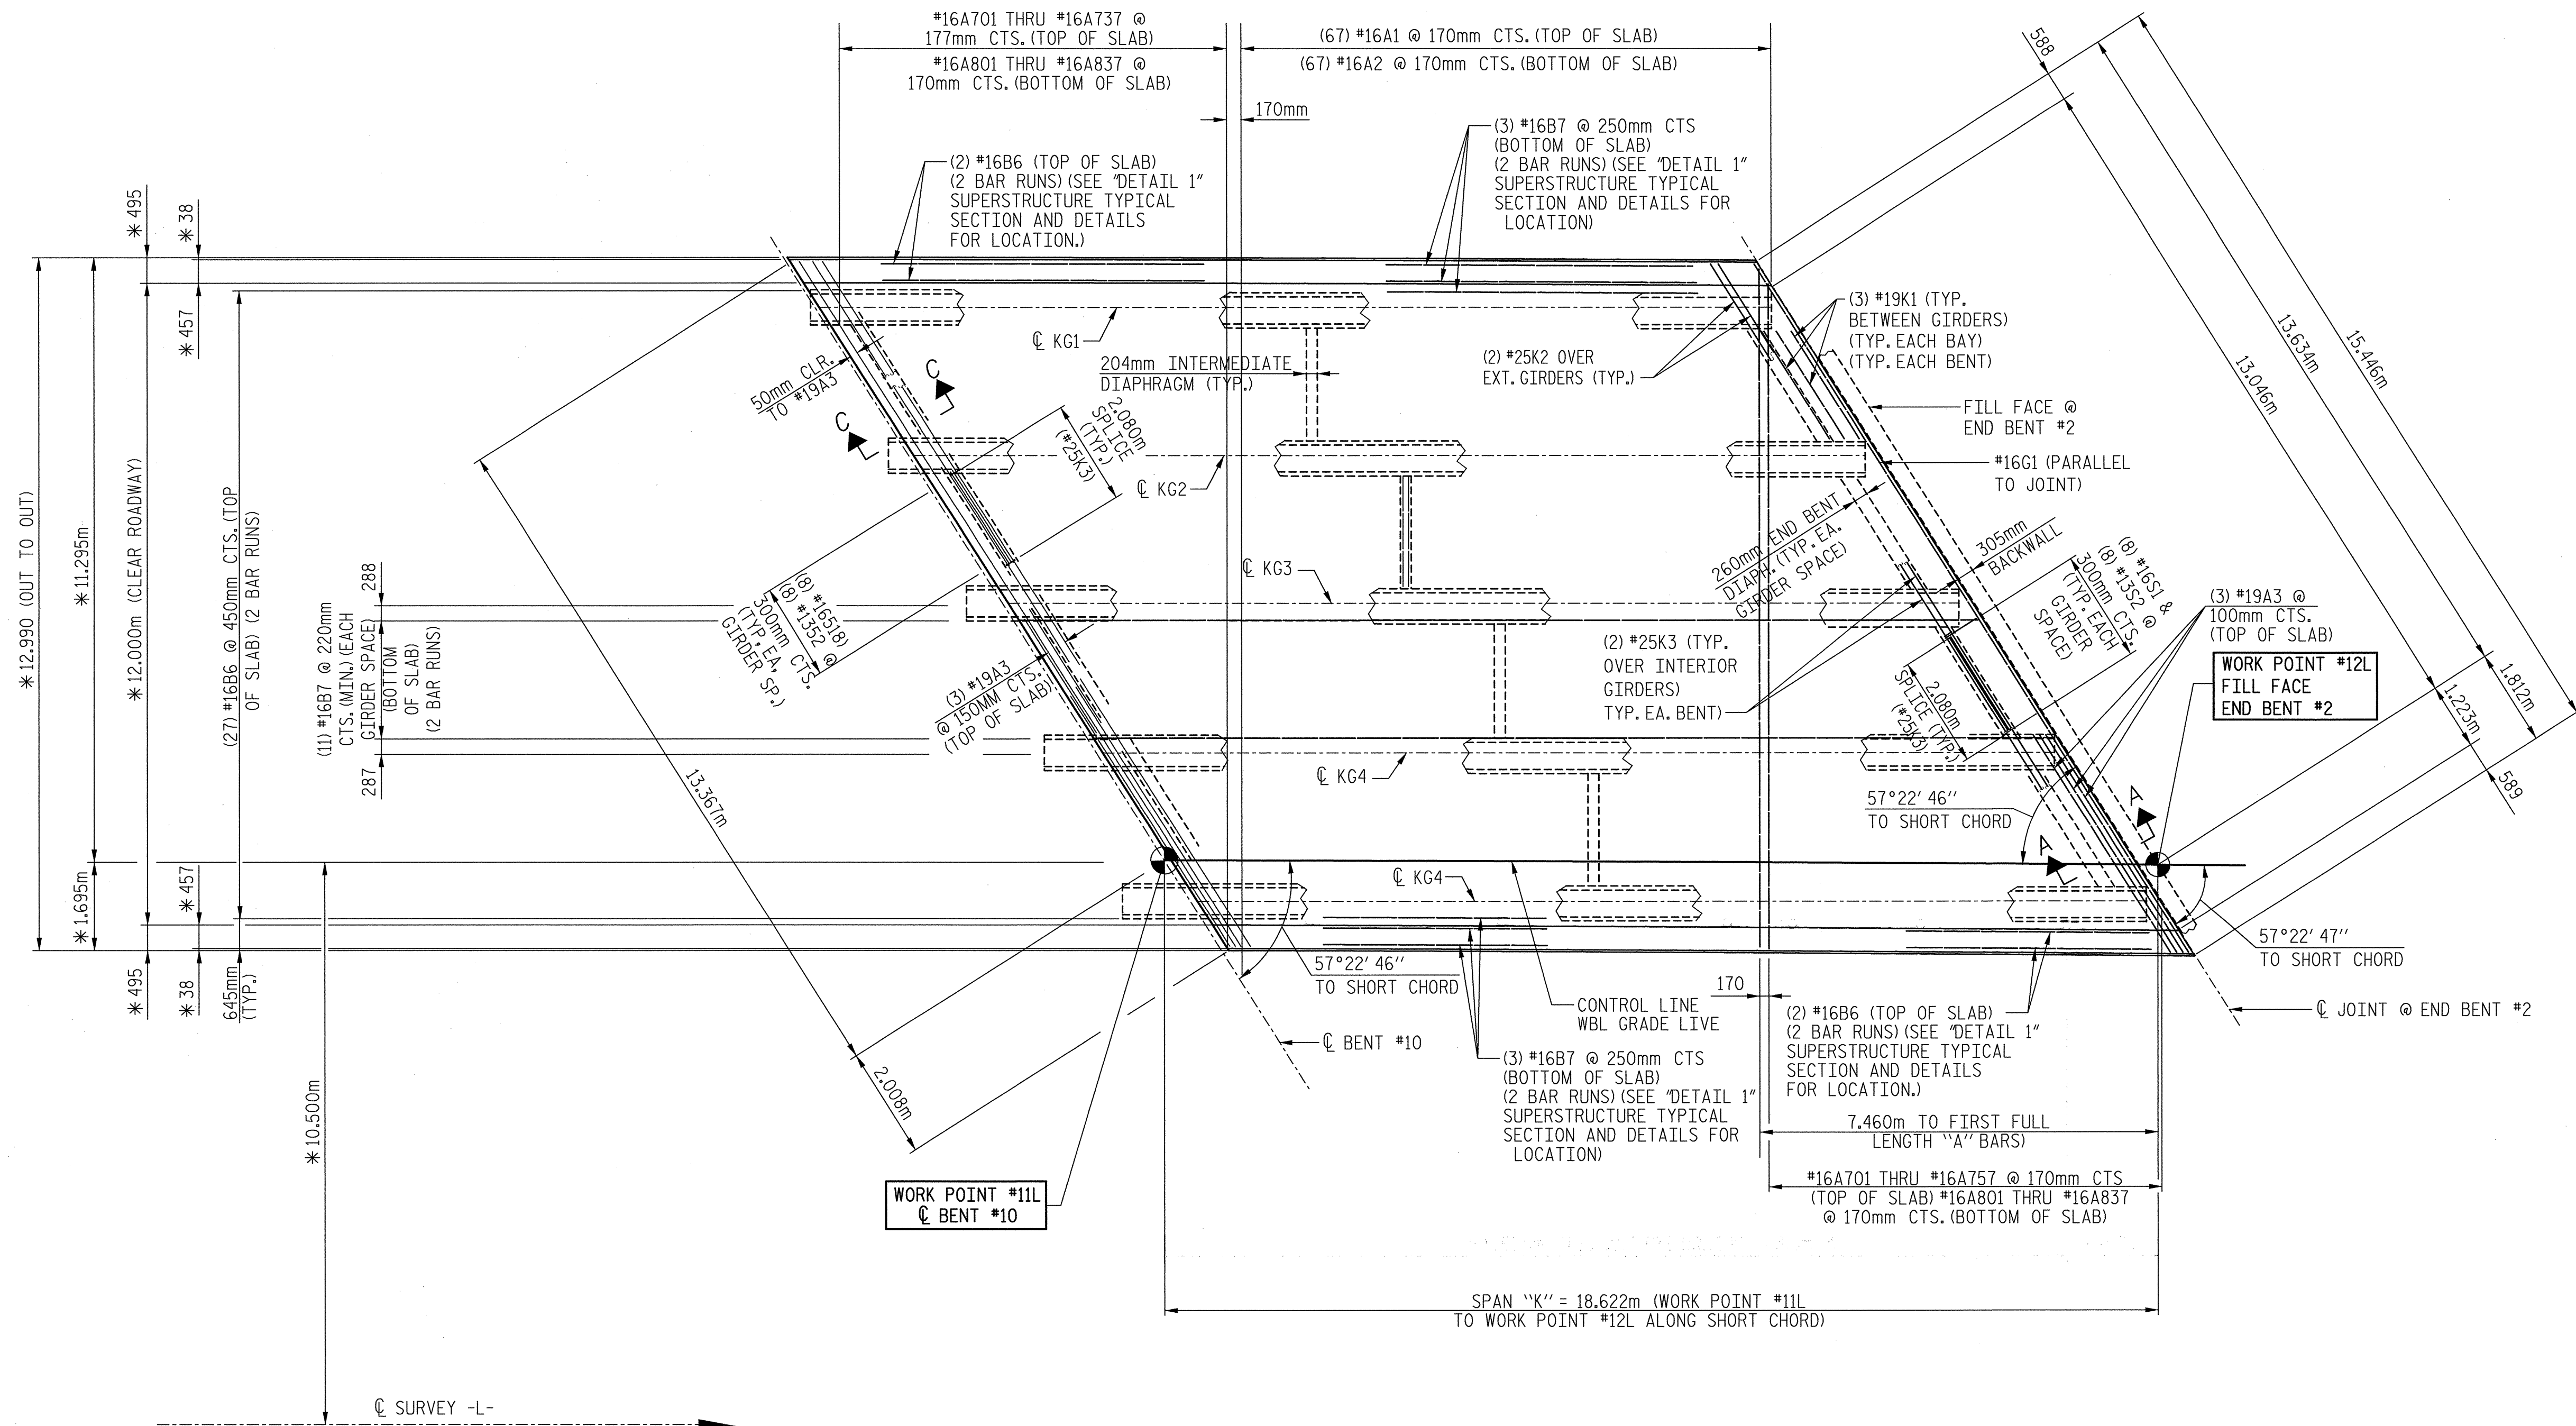 #16A701 THRU #16A737 @
177mm CTS. (TOP OF SLAB)
#16A801 THRU #16A837 @
170mm CTS. (BOTTOM OF SLAB)
(67) #16A1 @ 170mm CTS. (TOP OF SLAB)
(67) #16A2 @ 170mm CTS. (BOTTOM OF SLAB)
170mm
(2) #16B6 (TOP OF SLAB)
(2 BAR RUNS) (SEE "DETAIL 1"
SUPERSTRUCTURE TYPICAL
SECTION AND DETAILS
FOR LOCATION.)
(3) #16B7 @ 250mm CTS
(BOTTOM OF SLAB)
(2 BAR RUNS) (SEE "DETAIL 1"
SUPERSTRUCTURE TYPICAL
SECTION AND DETAILS FOR
LOCATION)
588
13.046m
13.634m
15.446m
1.812m
1.223m
589
✳495
✳38
✳457
✳12.990 (OUT TO OUT)
✳11.295m
✳12.000m (CLEAR ROADWAY)
(27) #16B6 @ 450mm CTS. (TOP
OF SLAB) (2 BAR RUNS)
(11) #16B7 @ 220mm
CTS. (MIN.) (EACH
GIRDER SPACE)
(BOTTOM
OF SLAB)
(2 BAR RUNS)
288
287
✳1.695m
✳457
✳495
✳38
645mm
(TYP.)
✳10.500m
℄ KG1
204mm INTERMEDIATE
DIAPHRAGM (TYP.)
(2) #25K2 OVER
EXT. GIRDERS (TYP.)
(3) #19K1 (TYP.
BETWEEN GIRDERS)
(TYP. EACH BAY)
(TYP. EACH BENT)
FILL FACE @
END BENT #2
#16G1 (PARALLEL
TO JOINT)
50mm CLR.
TO #19A3
C
C
2.080m
SPLICE
(TYP.)
(#25K3)
℄ KG2
℄ KG3
260mm END BENT
DIAPH. (TYP. EA.
GIRDER SPACE)
305mm
BACKWALL
(8) #16S1 &
(8) #13S2 @
300mm CTS.
(TYP. EACH
GIRDER
SPACE)
(8) #16518)
(8) #1352 @
300mm CTS.
(TYP. EA,
GIRDER SP.)
(3) #19A3
@ 150MM CTS.
(TOP OF SLAB)
(2) #25K3 (TYP.
OVER INTERIOR
GIRDERS)
TYP. EA. BENT)
2.080m
SPLICE (TYP.)
(#25K3)
(3) #19A3 @
100mm CTS.
(TOP OF SLAB)
WORK POINT #12L
FILL FACE
END BENT #2
13.367m
2.008m
℄ KG4
57°22'46"
TO SHORT CHORD
A
A
℄ KG4
57°22'46"
TO SHORT CHORD
57°22'47"
TO SHORT CHORD
℄ BENT #10
CONTROL LINE
WBL GRADE LIVE
170
℄ JOINT @ END BENT #2
(3) #16B7 @ 250mm CTS
(BOTTOM OF SLAB)
(2 BAR RUNS) (SEE "DETAIL 1"
SUPERSTRUCTURE TYPICAL
SECTION AND DETAILS FOR
LOCATION)
(2) #16B6 (TOP OF SLAB)
(2 BAR RUNS) (SEE "DETAIL 1"
SUPERSTRUCTURE TYPICAL
SECTION AND DETAILS
FOR LOCATION.)
7.460m TO FIRST FULL
LENGTH "A" BARS)
#16A701 THRU #16A757 @ 170mm CTS
(TOP OF SLAB) #16A801 THRU #16A837
@ 170mm CTS. (BOTTOM OF SLAB)
WORK POINT #11L
℄ BENT #10
SPAN "K" = 18.622m (WORK POINT #11L
TO WORK POINT #12L ALONG SHORT CHORD)
℄ SURVEY -L-